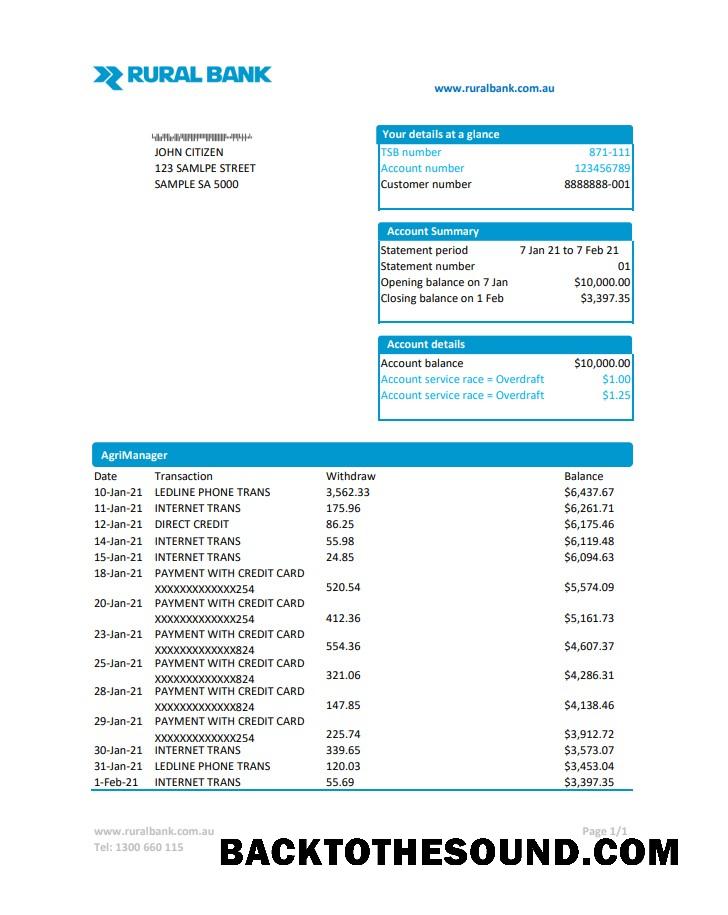 RURAL BANK
www.ruralbank.com.au
JOHN CITIZEN
123 SAMLPE STREET
SAMPLE SA 5000
Your details at a glance
TSB number 871-111
Account number 123456789
Customer number 8888888-001
Account Summary
Statement period 7 Jan 21 to 7 Feb 21
Statement number 01
Opening balance on 7 Jan $10,000.00
Closing balance on 1 Feb $3,397.35
Account details
Account balance $10,000.00
Account service race = Overdraft $1.00
Account service race = Overdraft $1.25
AgriManager
Date Transaction Withdraw Balance
10-Jan-21 LEDLINE PHONE TRANS 3,562.33 $6,437.67
11-Jan-21 INTERNET TRANS 175.96 $6,261.71
12-Jan-21 DIRECT CREDIT 86.25 $6,175.46
14-Jan-21 INTERNET TRANS 55.98 $6,119.48
15-Jan-21 INTERNET TRANS 24.85 $6,094.63
18-Jan-21 PAYMENT WITH CREDIT CARD
XXXXXXXXXXXXX254 520.54 $5,574.09
20-Jan-21 PAYMENT WITH CREDIT CARD
XXXXXXXXXXXXX254 412.36 $5,161.73
23-Jan-21 PAYMENT WITH CREDIT CARD
XXXXXXXXXXXXX824 554.36 $4,607.37
25-Jan-21 PAYMENT WITH CREDIT CARD
XXXXXXXXXXXXX824 321.06 $4,286.31
28-Jan-21 PAYMENT WITH CREDIT CARD
XXXXXXXXXXXXX824 147.85 $4,138.46
29-Jan-21 PAYMENT WITH CREDIT CARD
XXXXXXXXXXXXX254 225.74 $3,912.72
30-Jan-21 INTERNET TRANS 339.65 $3,573.07
31-Jan-21 LEDLINE PHONE TRANS 120.03 $3,453.04
1-Feb-21 INTERNET TRANS 55.69 $3,397.35
www.ruralbank.com.au Page 1/1
Tel: 1300 660 115
BACKTOTHESOUND.COM